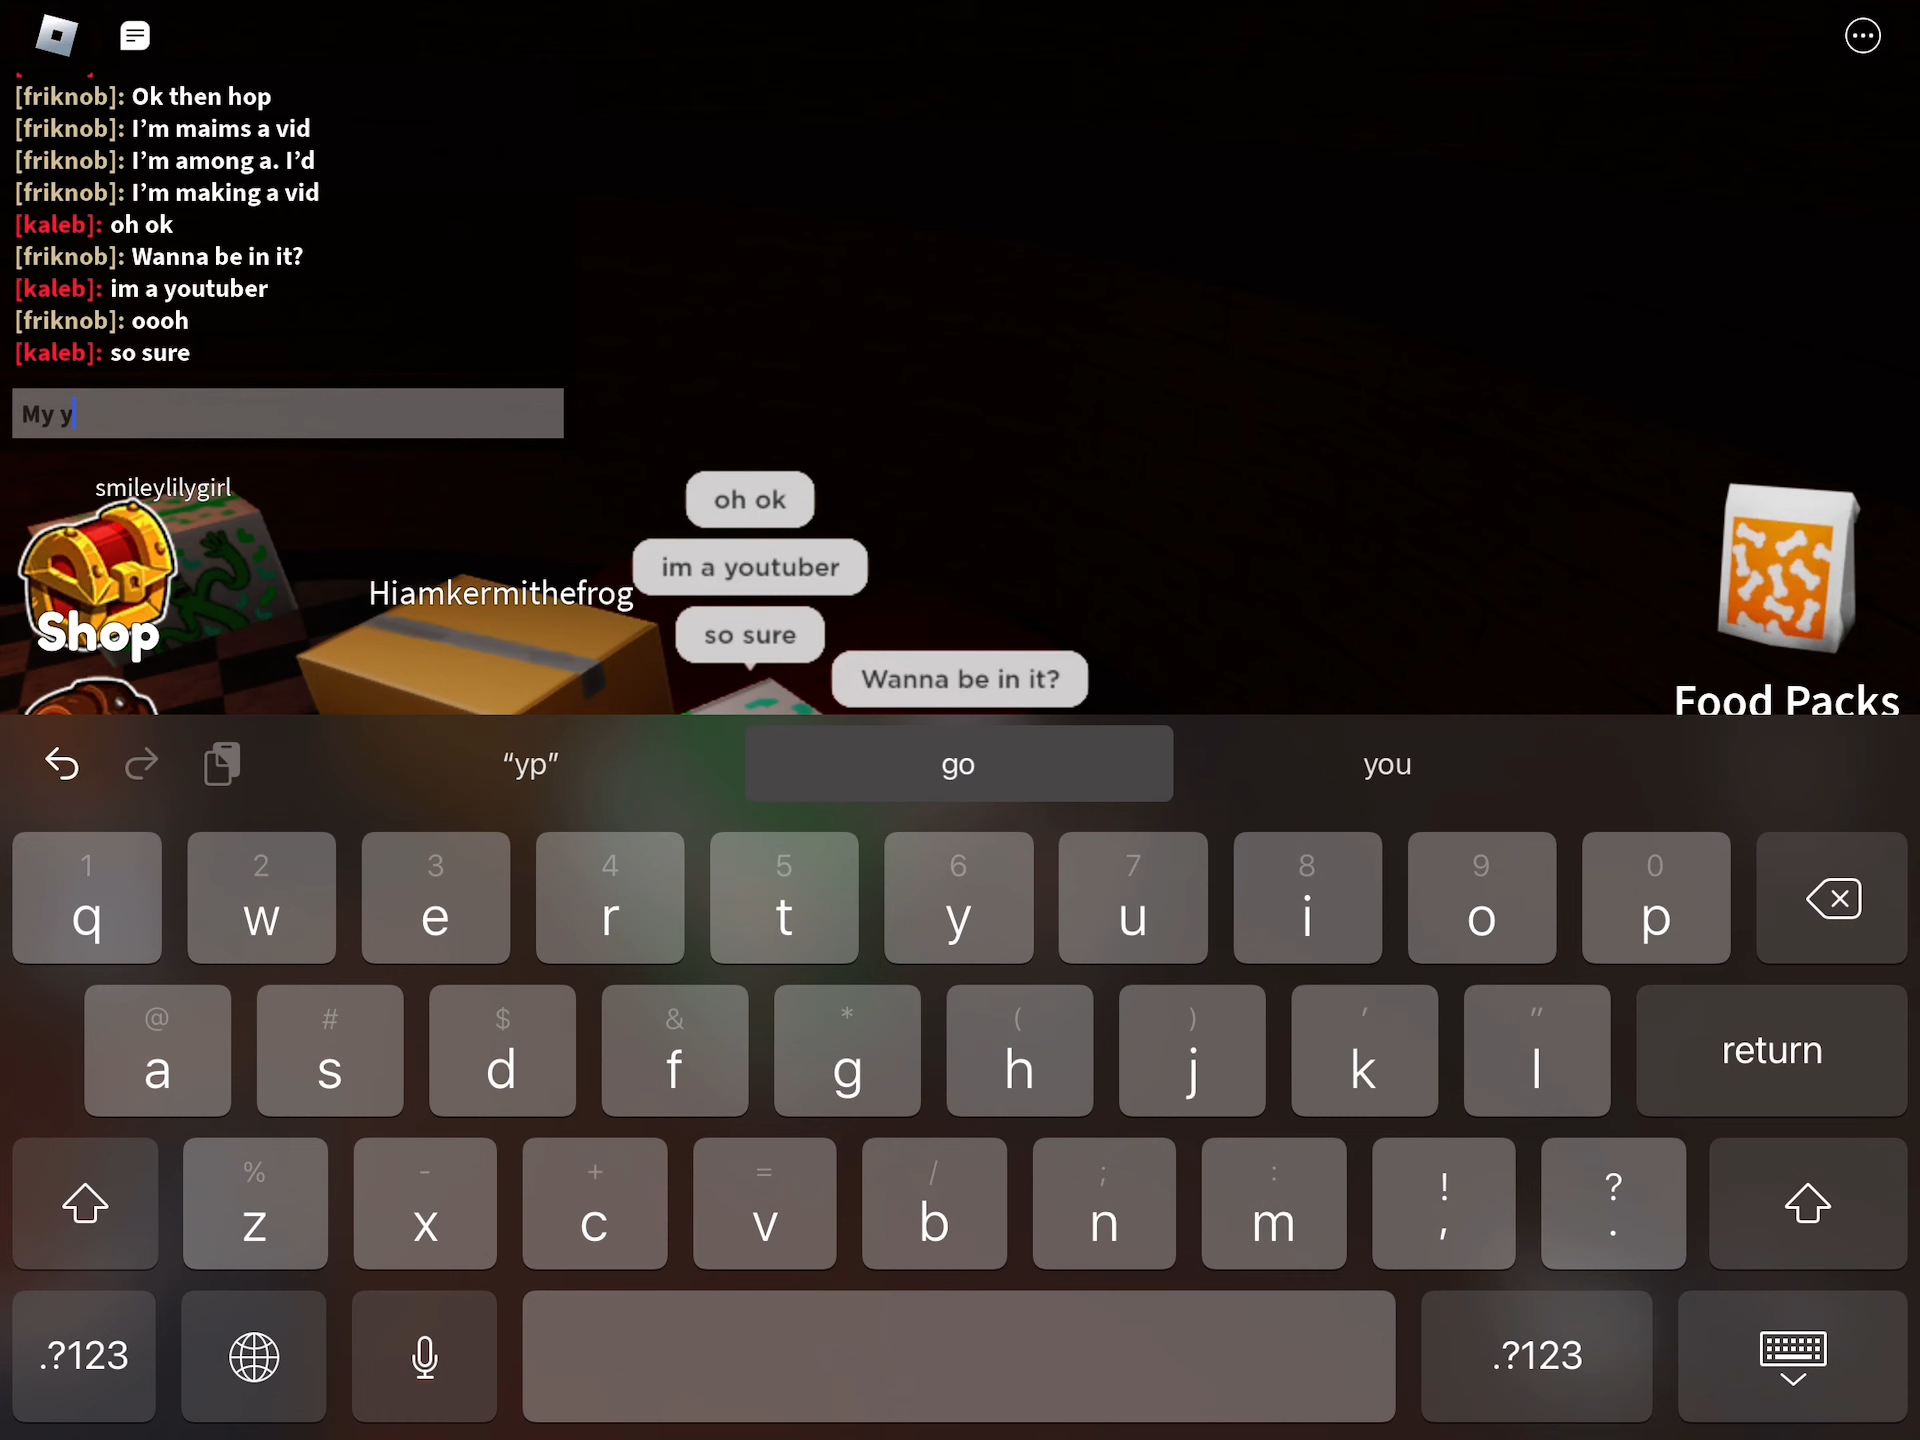 [friknob]: Ok then hop
[friknob]: I’m maims a vid
[friknob]: I’m among a. I’d
[friknob]: I’m making a vid
[kaleb]: oh ok
[friknob]: Wanna be in it?
[kaleb]: im a youtuber
[friknob]: oooh
[kaleb]: so sure
My y
smileylilygirl
oh ok
im a youtuber
Hiamkermithefrog
so sure
Shop
Wanna be in it?
Food Packs
“yp” go you
1 2 3 4 5 6 7 8 9 0
q w e r t y u i o p
@ # $ & * ( ) ' "
a s d f g h j k l return
% - + = / ; : ! ?
z x c v b n m , .
.?123 .?123